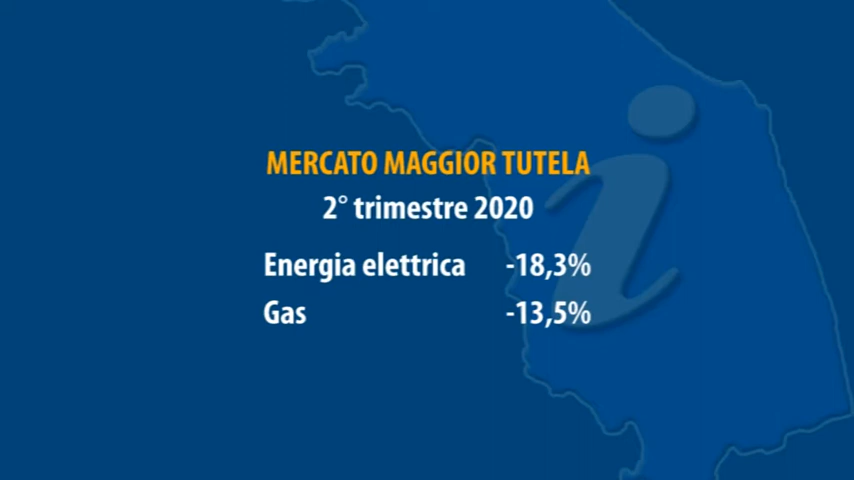 MERCATO MAGGIOR TUTELA
2° trimestre 2020
Energia elettrica -18,3%
Gas -13,5%